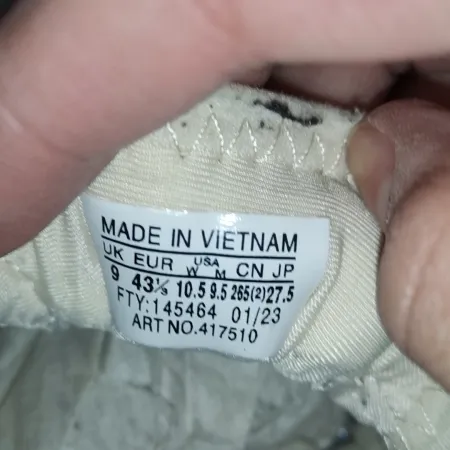 MADE IN VIETNAM
UK EUR USA W M CN JP
9 43⅓ 10.5 9.5 265(2) 27.5
FTY:145464 01/23
ART NO.417510